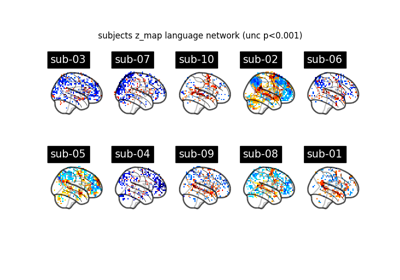 subjects z_map language network (unc p<0.001)
sub-03 sub-07 sub-10 sub-02 sub-06
sub-05 sub-04 sub-09 sub-08 sub-01